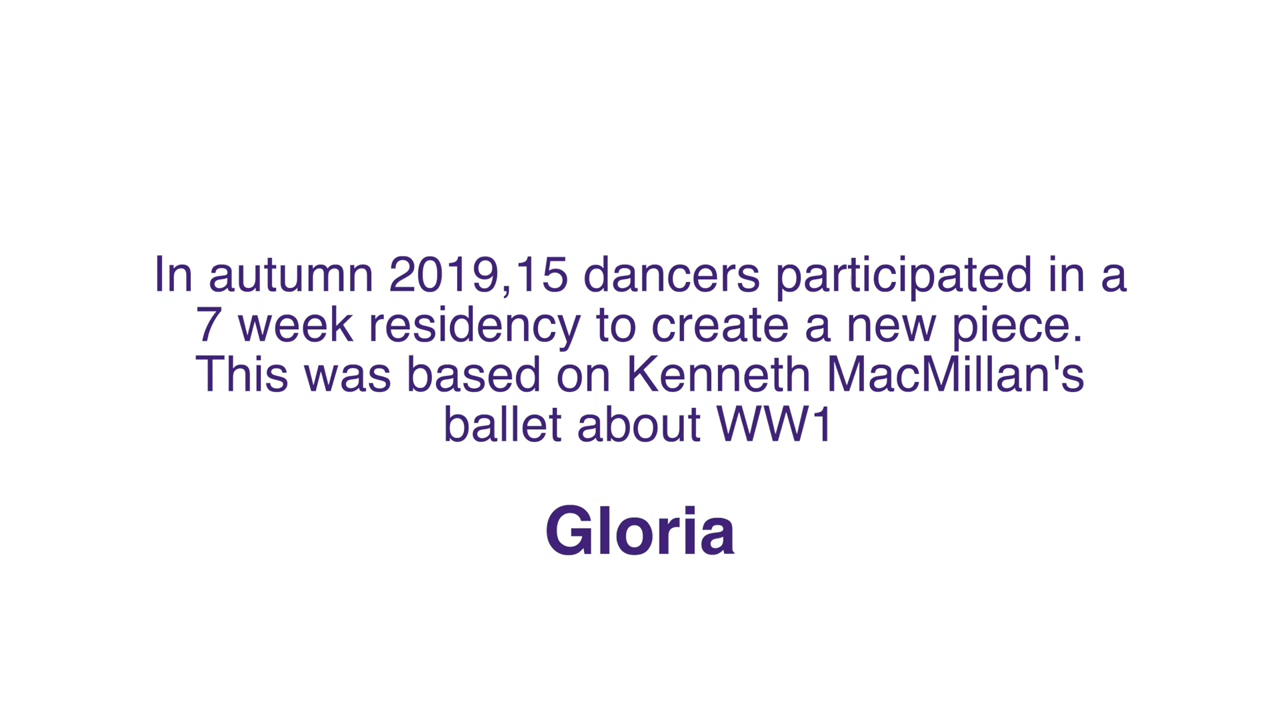 In autumn 2019,15 dancers participated in a
7 week residency to create a new piece.
This was based on Kenneth MacMillan's
ballet about WW1
Gloria